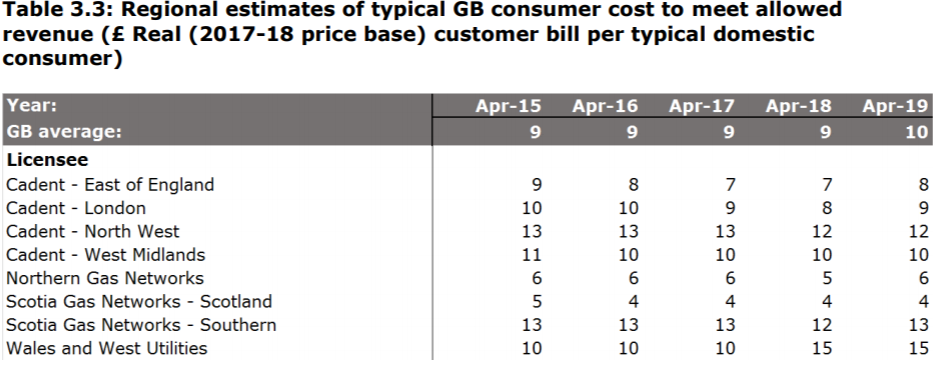 Table 3.3: Regional estimates of typical GB consumer cost to meet allowed
revenue (£ Real (2017-18 price base) customer bill per typical domestic
consumer)
Year: Apr-15 Apr-16 Apr-17 Apr-18 Apr-19
GB average: 9 9 9 9 10
Licensee
Cadent - East of England 9 8 7 7 8
Cadent - London 10 10 9 8 9
Cadent - North West 13 13 13 12 12
Cadent - West Midlands 11 10 10 10 10
Northern Gas Networks 6 6 6 5 6
Scotia Gas Networks - Scotland 5 4 4 4 4
Scotia Gas Networks - Southern 13 13 13 12 13
Wales and West Utilities 10 10 10 15 15